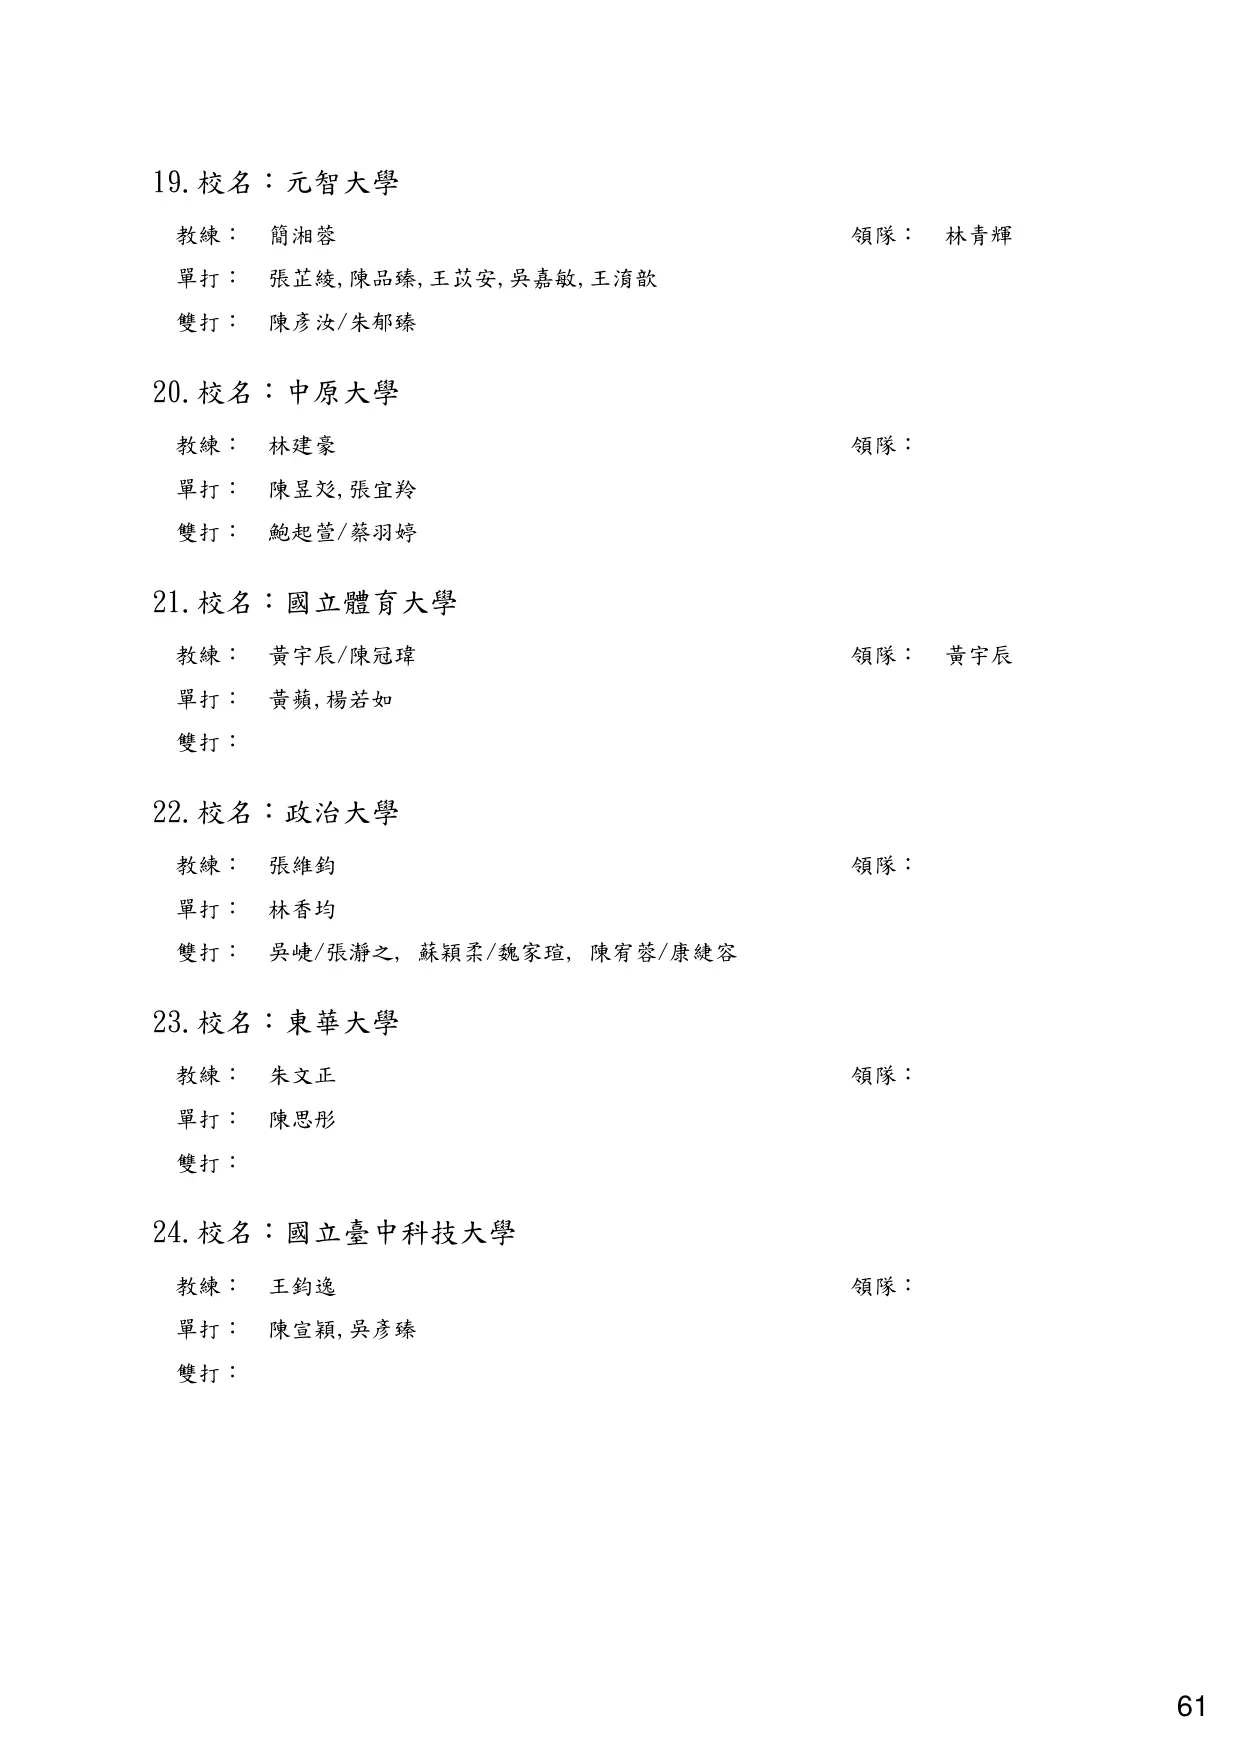 19.校名：元智大學
教練： 簡湘蓉 領隊： 林青輝
單打： 張芷綾,陳品臻,王苡安,吳嘉敏,王淯歆
雙打： 陳彥汝/朱郁臻
20.校名：中原大學
教練： 林建豪 領隊：
單打： 陳昱彣,張宜羚
雙打： 鮑起萱/蔡羽婷
21.校名：國立體育大學
教練： 黃宇辰/陳冠瑋 領隊： 黃宇辰
單打： 黃蘋,楊若如
雙打：
22.校名：政治大學
教練： 張維鈞 領隊：
單打： 林香均
雙打： 吳崨/張瀞之, 蘇穎柔/魏家瑄, 陳宥蓉/康緁容
23.校名：東華大學
教練： 朱文正 領隊：
單打： 陳思彤
雙打：
24.校名：國立臺中科技大學
教練： 王鈞逸 領隊：
單打： 陳宣穎,吳彥臻
雙打：
61